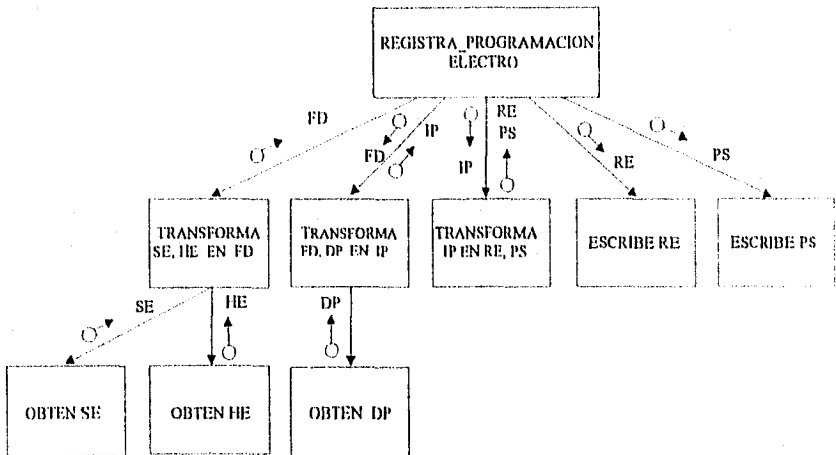 REGISTRA_PROGRAMACION
ELECTRO
FD
FD
IP
IP
RE
PS
RE
PS
TRANSFORMA
SE, HE EN FD
TRANSFORMA
FD, DP EN IP
TRANSFORMA
IP EN RE, PS
ESCRIBE RE
ESCRIBE PS
SE
HE
DP
OBTEN SE
OBTEN HE
OBTEN DP